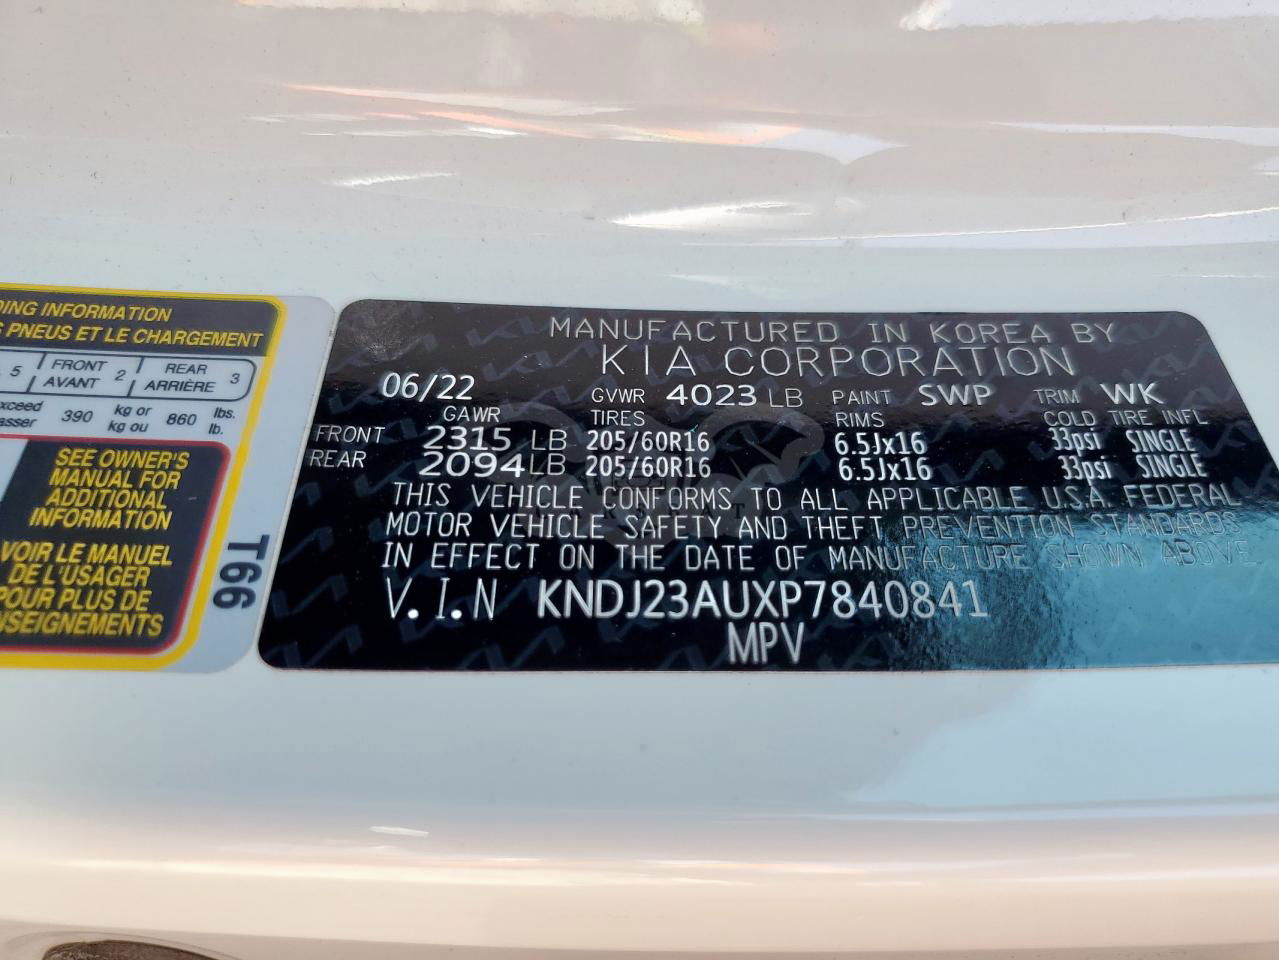 DING INFORMATION
S PNEUS ET LE CHARGEMENT
5 FRONT AVANT 2 REAR ARRIÈRE 3
xceed 390 kg or 860 lbs.
asser kg ou lb.
SEE OWNER'S
MANUAL FOR
ADDITIONAL
INFORMATION
VOIR LE MANUEL
DE L'USAGER
POUR PLUS DE
NSEIGNEMENTS
T66
MANUFACTURED IN KOREA BY
KIA CORPORATION
06/22 GVWR 4023 LB PAINT SWP TRIM WK
GAWR TIRES RIMS COLD TIRE INFL
FRONT 2315 LB 205/60R16 6.5Jx16 33psi SINGLE
REAR 2094 LB 205/60R16 6.5Jx16 33psi SINGLE
THIS VEHICLE CONFORMS TO ALL APPLICABLE U.S.A. FEDERAL
MOTOR VEHICLE SAFETY AND THEFT PREVENTION STANDARDS
IN EFFECT ON THE DATE OF MANUFACTURE SHOWN ABOVE
V.I.N KNDJ23AUXP7840841
MPV